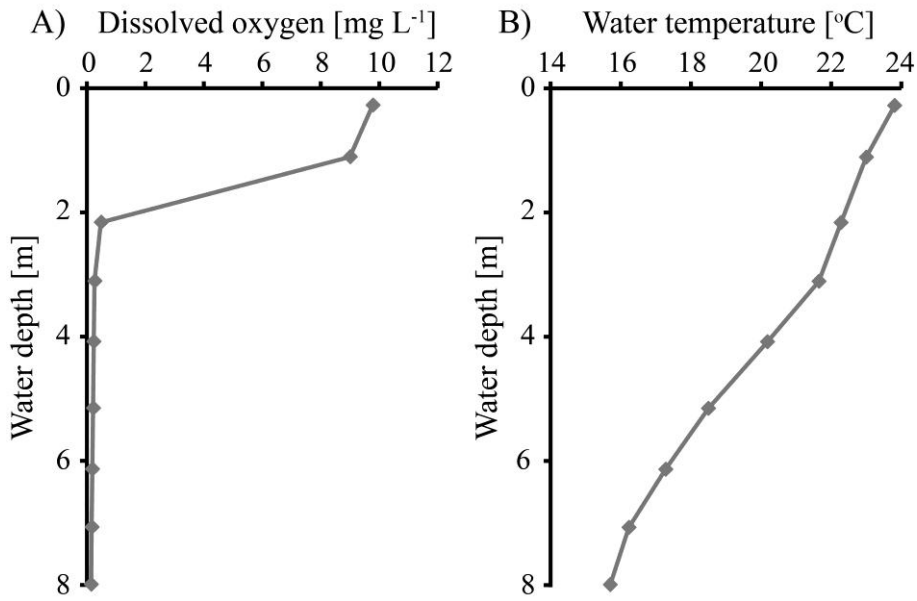 A) Dissolved oxygen [mg L⁻¹]
0 2 4 6 8 10 12
0
2
4
6
8
Water depth [m]
B) Water temperature [°C]
14 16 18 20 22 24
0
2
4
6
8
Water depth [m]